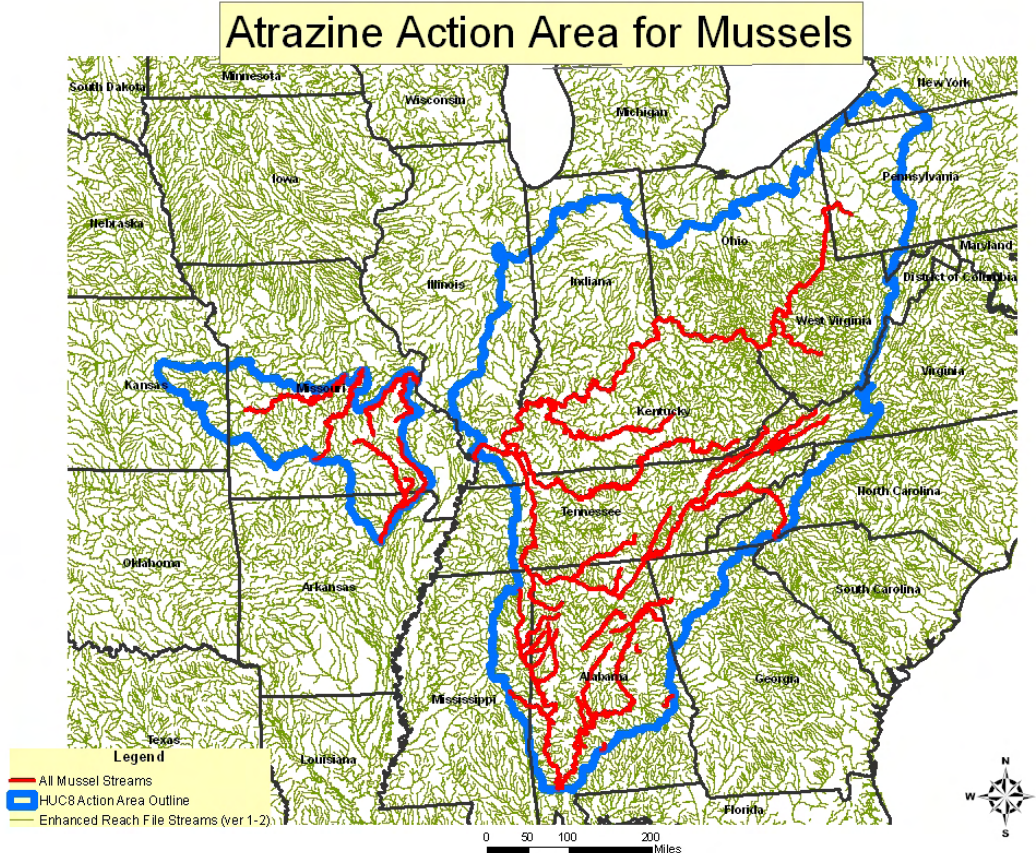 Atrazine Action Area for Mussels
South Dakota
Minnesota
Wisconsin
Michigan
New York
Iowa
Pennsylvania
Nebraska
Ohio
Maryland
Illinois
Indiana
District of Columbia
West Virginia
Kansas
Missouri
Virginia
Kentucky
North Carolina
Tennessee
Oklahoma
Arkansas
South Carolina
Mississippi
Alabama
Georgia
Texas
Louisiana
Florida
Legend
All Mussel Streams
HUC8 Action Area Outline
Enhanced Reach File Streams (ver 1-2)
N
W E
S
0 50 100 200
Miles